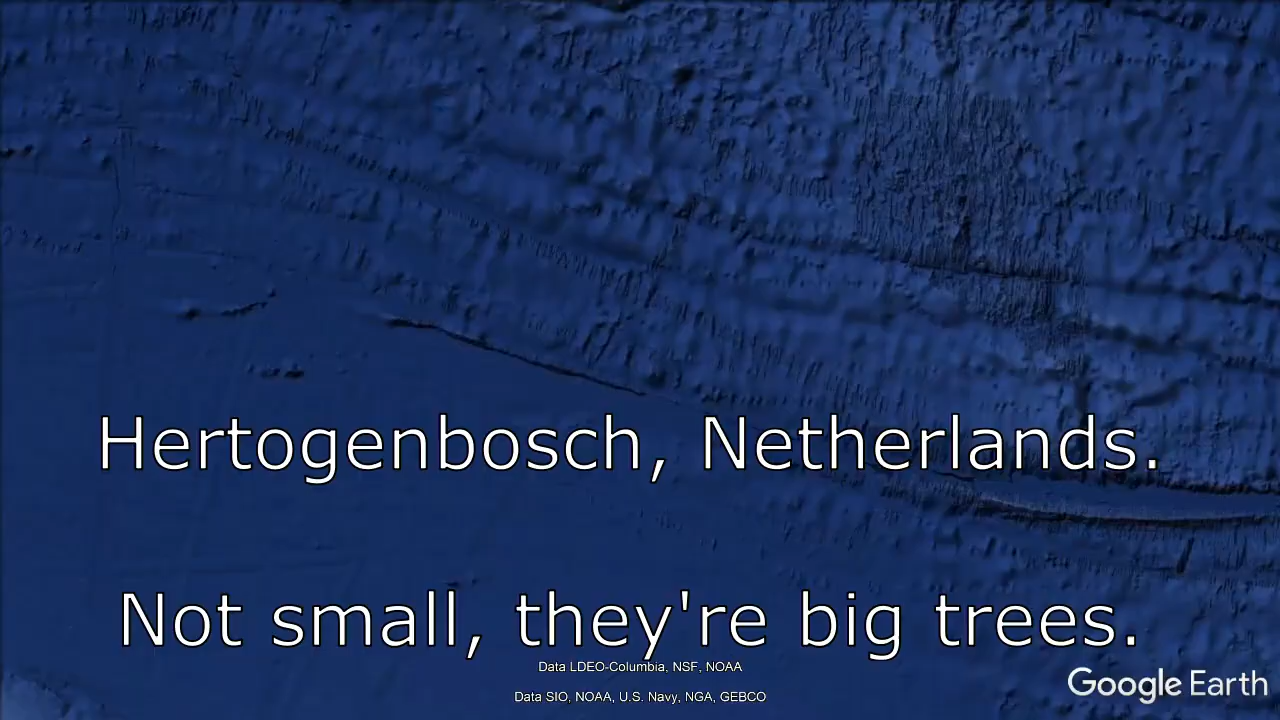 Hertogenbosch, Netherlands.
Not small, they're big trees.
Data LDEO-Columbia, NSF, NOAA
Data SIO, NOAA, U.S. Navy, NGA, GEBCO
Google Earth